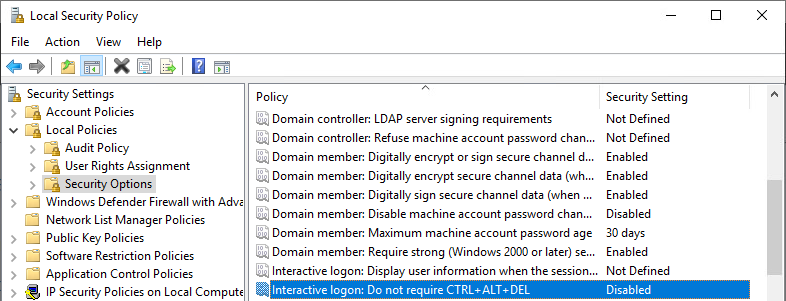 Local Security Policy
File Action View Help
Security Settings
Account Policies
Local Policies
Audit Policy
User Rights Assignment
Security Options
Windows Defender Firewall with Adva
Network List Manager Policies
Public Key Policies
Software Restriction Policies
Application Control Policies
IP Security Policies on Local Compute
Policy Security Setting
Domain controller: LDAP server signing requirements Not Defined
Domain controller: Refuse machine account password chan... Not Defined
Domain member: Digitally encrypt or sign secure channel d... Enabled
Domain member: Digitally encrypt secure channel data (wh... Enabled
Domain member: Digitally sign secure channel data (when ... Enabled
Domain member: Disable machine account password chan... Disabled
Domain member: Maximum machine account password age 30 days
Domain member: Require strong (Windows 2000 or later) se... Enabled
Interactive logon: Display user information when the session... Not Defined
Interactive logon: Do not require CTRL+ALT+DEL Disabled